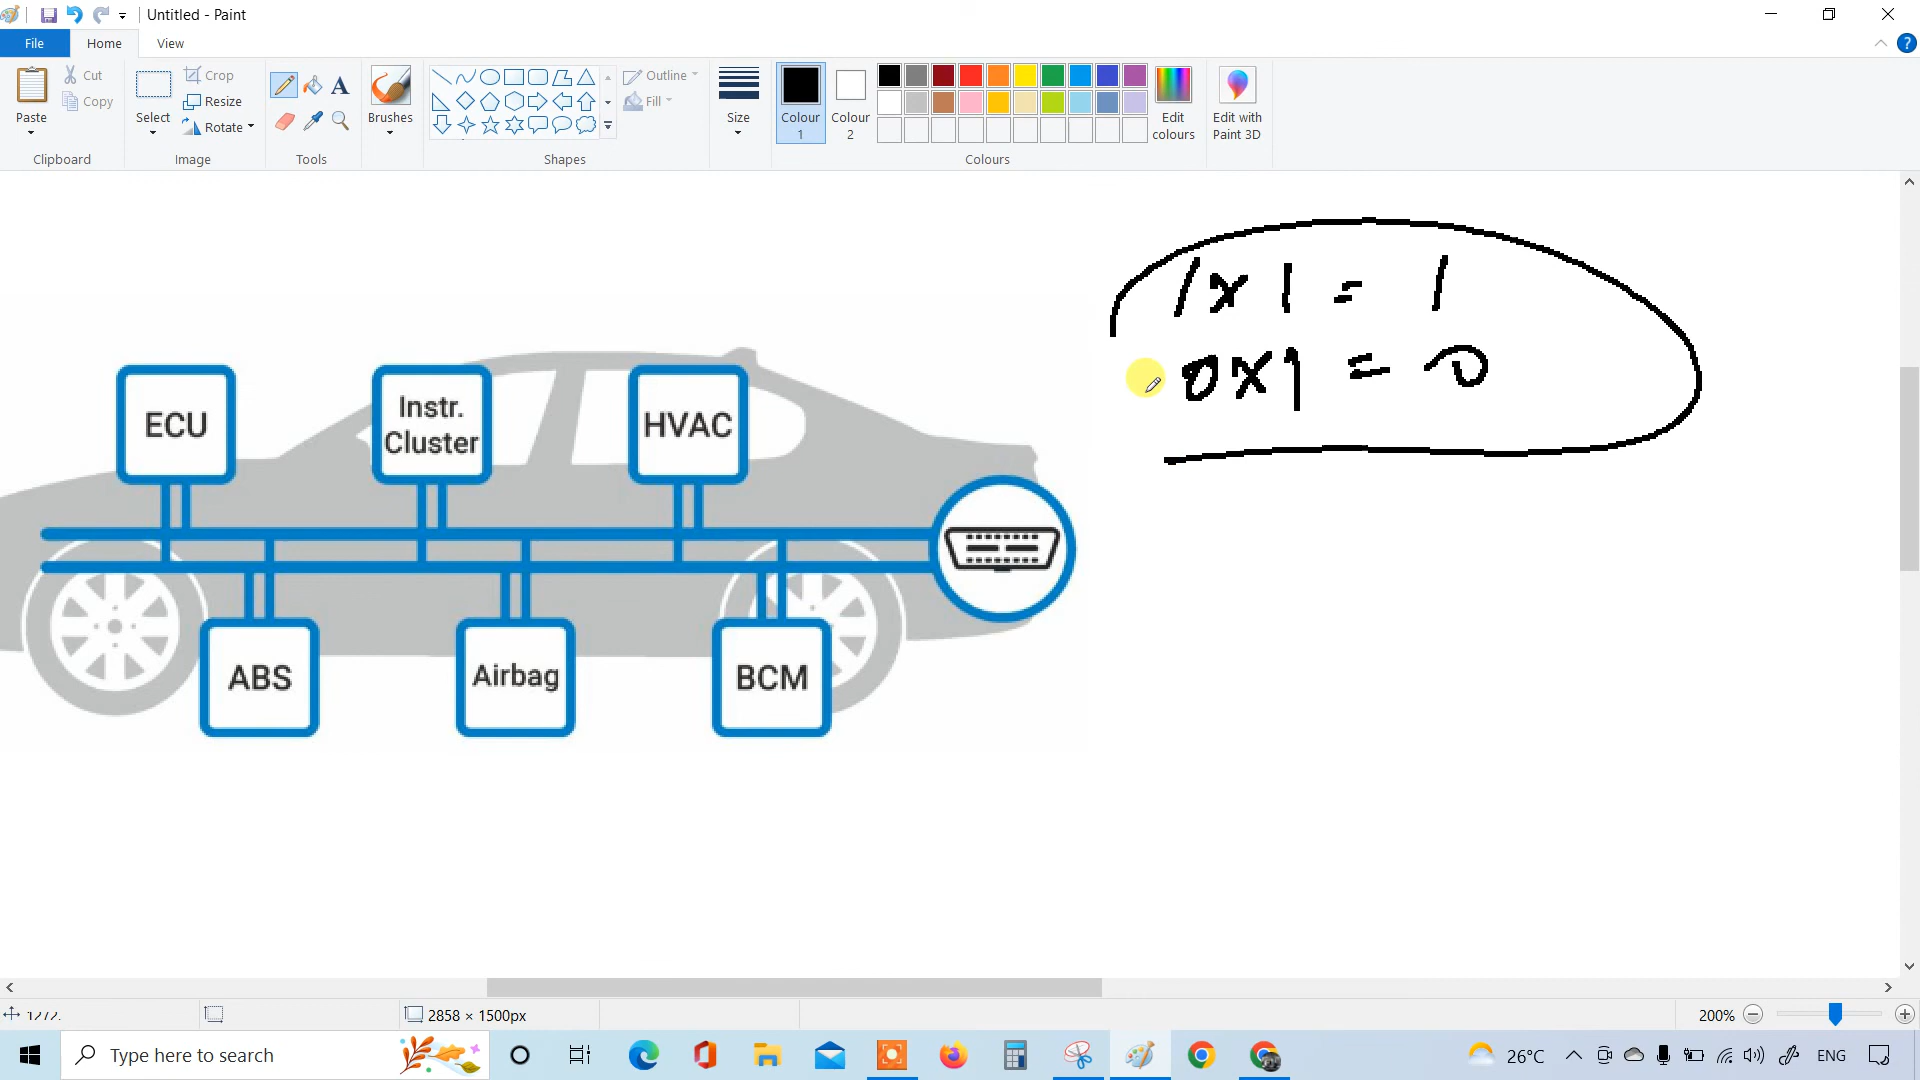 Untitled - Paint
File Home View
Paste
Cut
Copy
Clipboard
Select
Crop
Resize
Rotate
Image
Tools
Brushes
Outline
Fill
Shapes
Size
Colour 1
Colour 2
Edit colours
Colours
Edit with Paint 3D
1x1 = 1
0x1 = 0
ECU
Instr.
Cluster
HVAC
ABS
Airbag
BCM
2858 × 1500px
200%
Type here to search
26°C
ENG